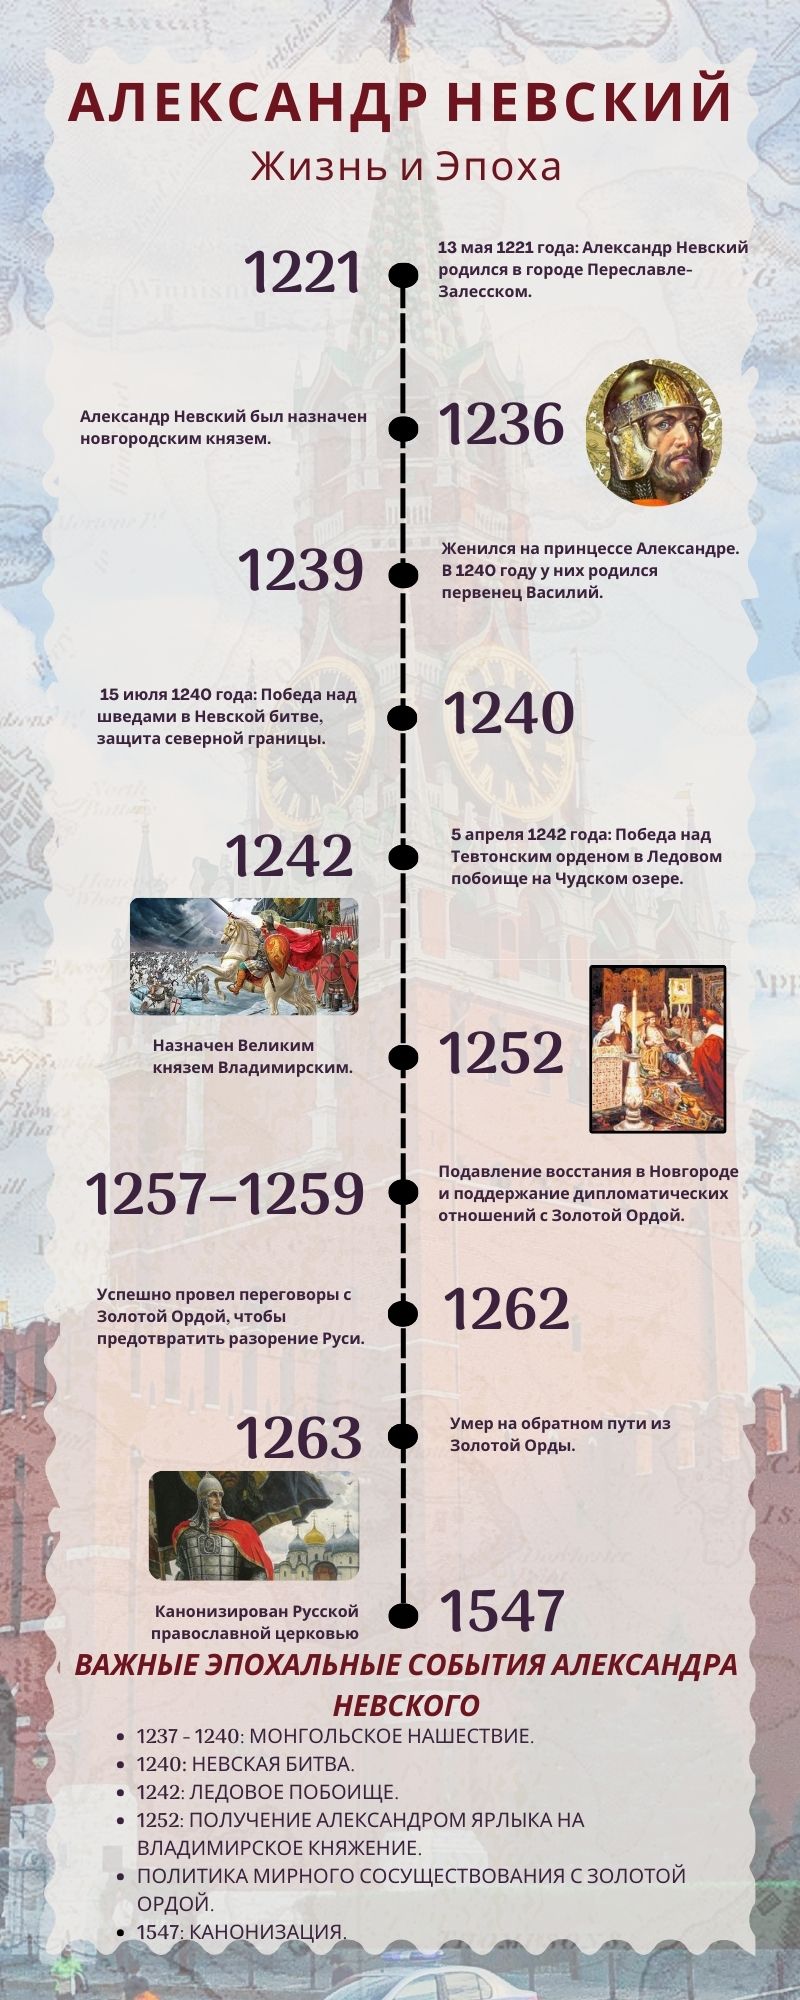 АЛЕКСАНДР НЕВСКИЙ
Жизнь и Эпоха
1221
13 мая 1221 года: Александр Невский
родился в городе Переславле-
Залесском.
Александр Невский был назначен
новгородским князем.
1236
1239
Женился на принцессе Александре.
В 1240 году у них родился
первенец Василий.
15 июля 1240 года: Победа над
шведами в Невской битве,
защита северной границы.
1240
1242
5 апреля 1242 года: Победа над
Тевтонским орденом в Ледовом
побоище на Чудском озере.
Назначен Великим
князем Владимирским.
1252
1257–1259
Подавление восстания в Новгороде
и поддержание дипломатических
отношений с Золотой Ордой.
Успешно провел переговоры с
Золотой Ордой, чтобы
предотвратить разорение Руси.
1262
1263
Умер на обратном пути из
Золотой Орды.
Канонизирован Русской
православной церковью
1547
ВАЖНЫЕ ЭПОХАЛЬНЫЕ СОБЫТИЯ АЛЕКСАНДРА
НЕВСКОГО
• 1237 - 1240: МОНГОЛЬСКОЕ НАШЕСТВИЕ.
• 1240: НЕВСКАЯ БИТВА.
• 1242: ЛЕДОВОЕ ПОБОИЩЕ.
• 1252: ПОЛУЧЕНИЕ АЛЕКСАНДРОМ ЯРЛЫКА НА
ВЛАДИМИРСКОЕ КНЯЖЕНИЕ.
• ПОЛИТИКА МИРНОГО СОСУЩЕСТВОВАНИЯ С ЗОЛОТОЙ
ОРДОЙ.
• 1547: КАНОНИЗАЦИЯ.